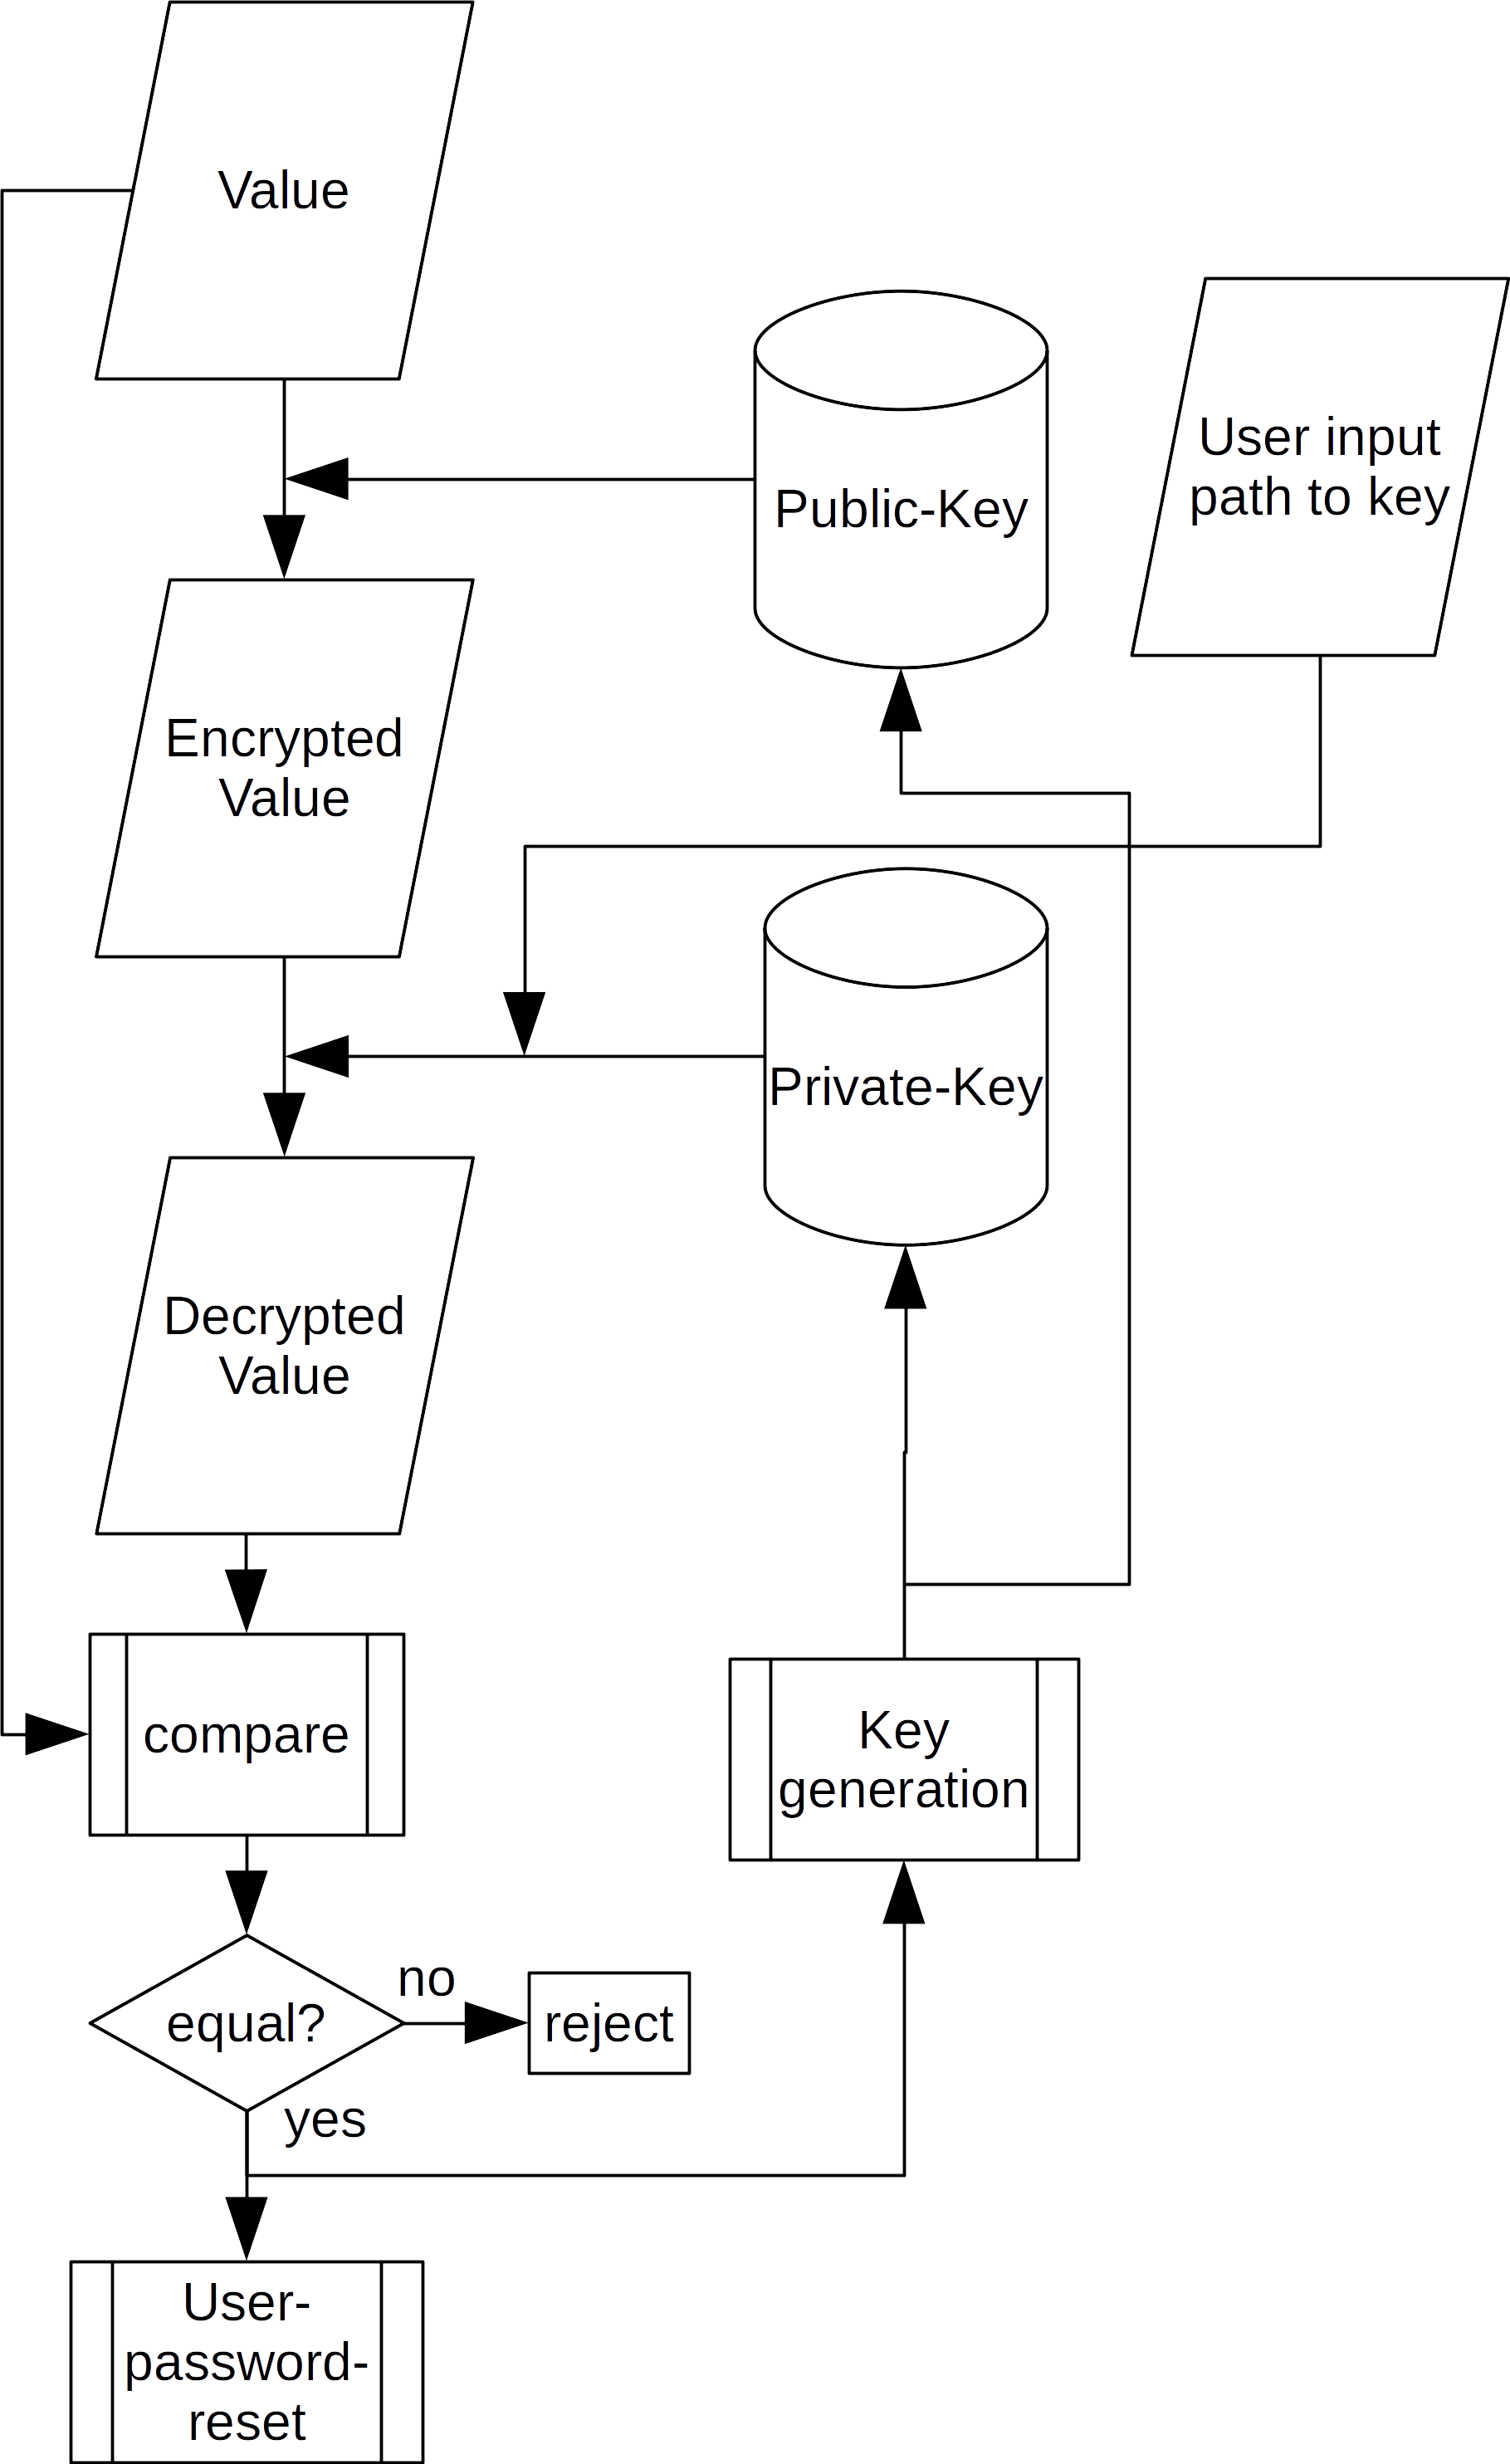 Value
Public-Key
User input
path to key
Encrypted
Value
Private-Key
Decrypted
Value
compare
Key
generation
equal?
no
reject
yes
User-
password-
reset